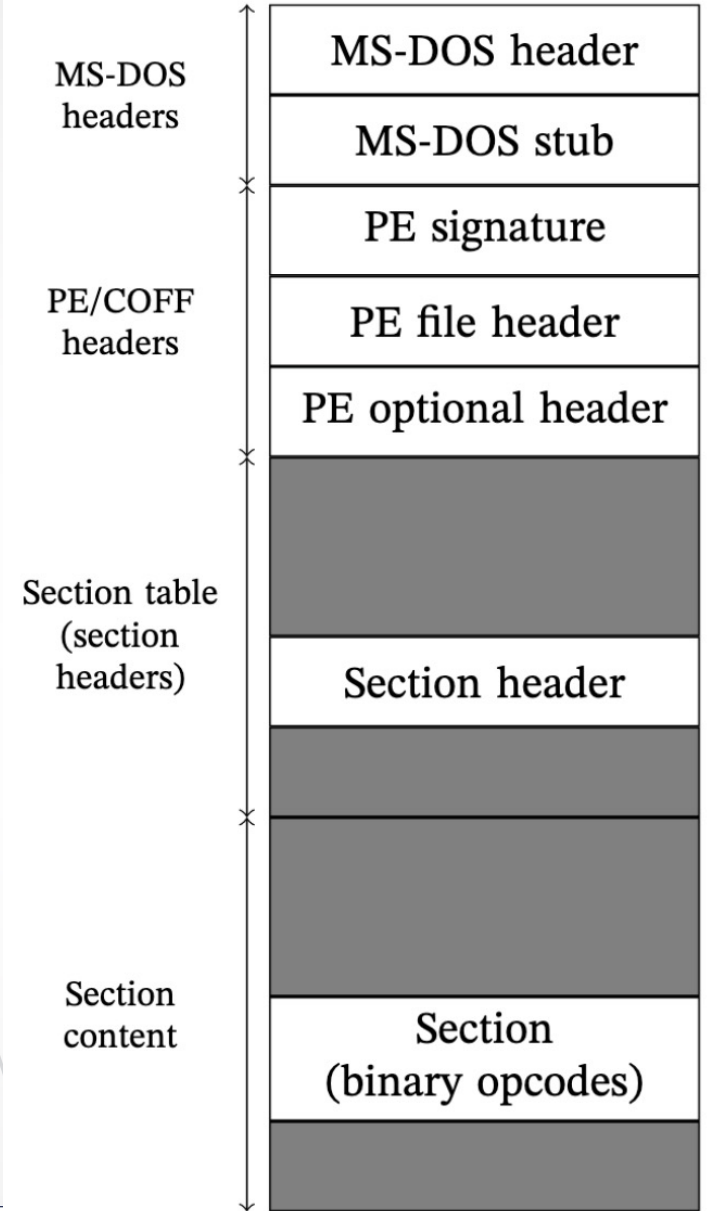 MS-DOS
headers
MS-DOS header
MS-DOS stub
PE/COFF
headers
PE signature
PE file header
PE optional header
Section table
(section
headers)
Section header
Section
content
Section
(binary opcodes)